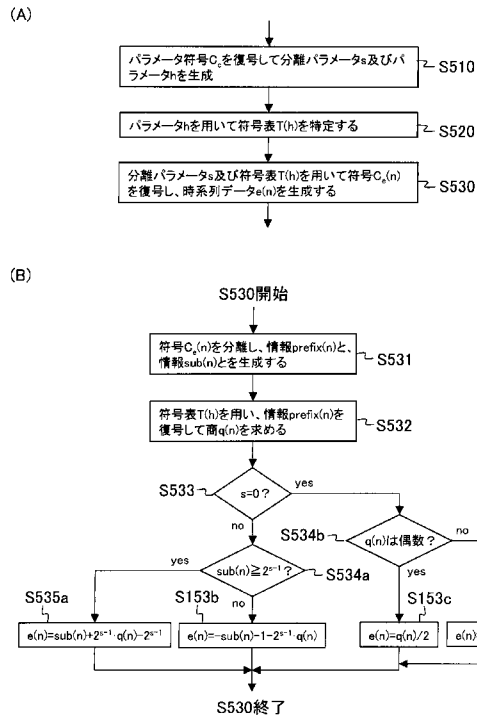 (A)
パラメータ符号Ccを復号して分離パラメータs及びパ
ラメータhを生成
S510
パラメータhを用いて符号表T(h)を特定する
S520
分離パラメータs及び符号表T(h)を用いて符号Ce(n)
を復号し、時系列データe(n)を生成する
S530
(B)
S530開始
符号Ce(n)を分離し、情報prefix(n)と、
情報sub(n)とを生成する
S531
符号表T(h)を用い、情報prefix(n)を
復号して商q(n)を求める
S532
S533
s=0?
yes
no
S534b
q(n)は偶数?
no
yes
yes
sub(n)≧2^{s-1}?
S534a
no
S535a
S153b
S153c
e(n)=sub(n)+2^{s-1}·q(n)-2^{s-1}
e(n)=-sub(n)-1-2^{s-1}·q(n)
e(n)=q(n)/2
e(n)=
S530終了